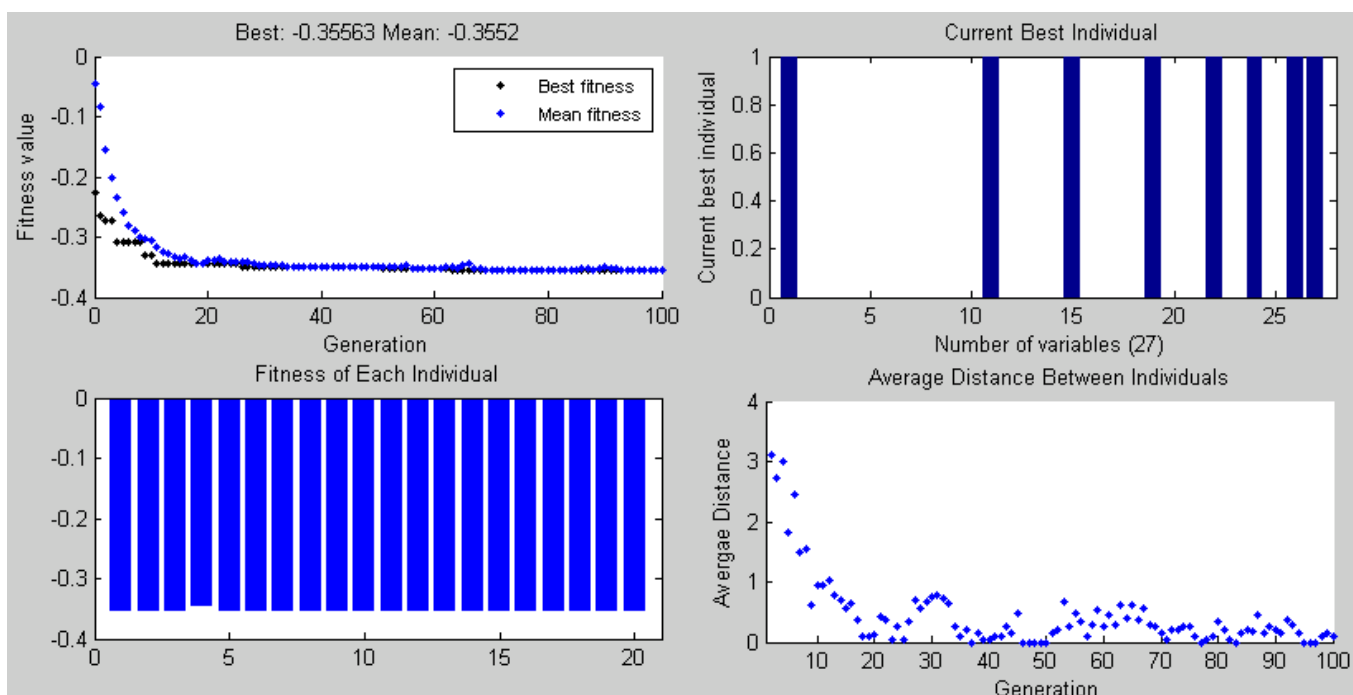 Best: -0.35563 Mean: -0.3552
0
-0.1
-0.2
-0.3
-0.4
Fitness value
Best fitness
Mean fitness
0 20 40 60 80 100
Generation
Current Best Individual
1
0.8
0.6
0.4
0.2
0
Current best individual
0 5 10 15 20 25
Number of variables (27)
Fitness of Each Individual
0
-0.1
-0.2
-0.3
-0.4
0 5 10 15 20
Average Distance Between Individuals
4
3
2
1
0
Avergae Distance
10 20 30 40 50 60 70 80 90 100
Generation